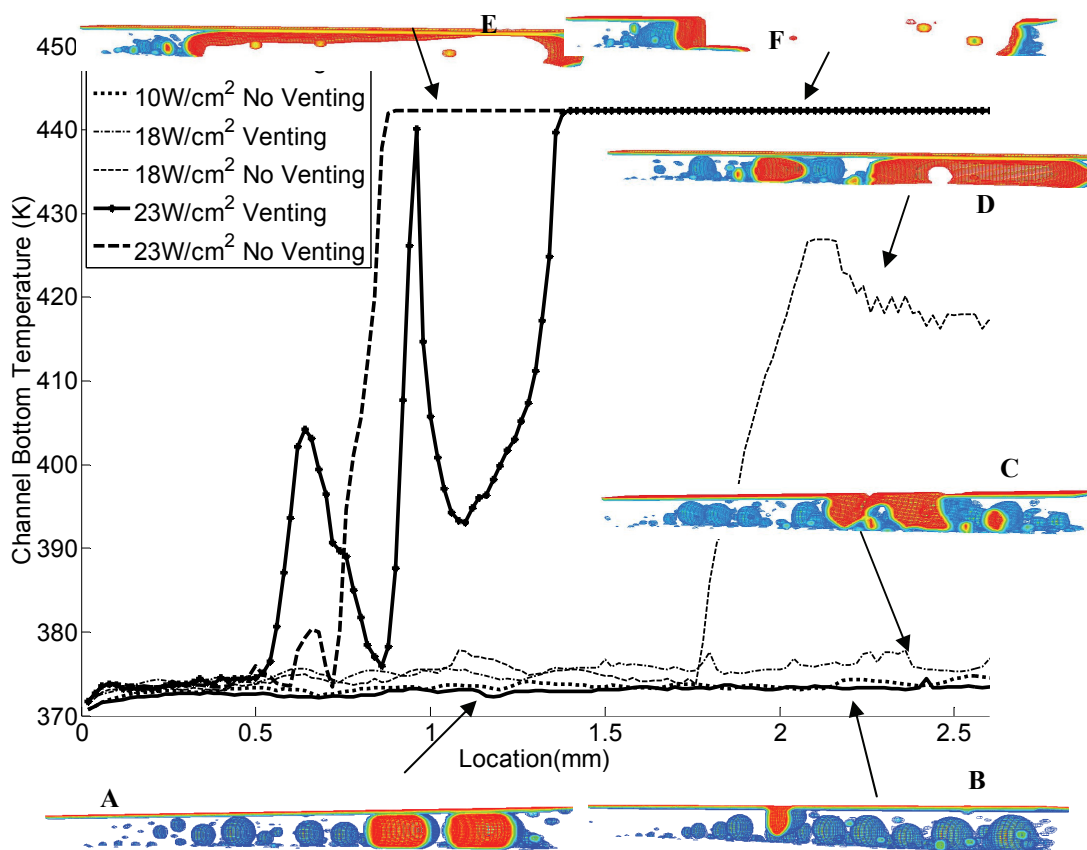 E
F
450
10W/cm² No Venting
18W/cm² Venting
18W/cm² No Venting
23W/cm² Venting
23W/cm² No Venting
440
430
420
410
400
390
380
370
Channel Bottom Temperature (K)
D
C
0
0.5
1
1.5
2
2.5
Location(mm)
A
B